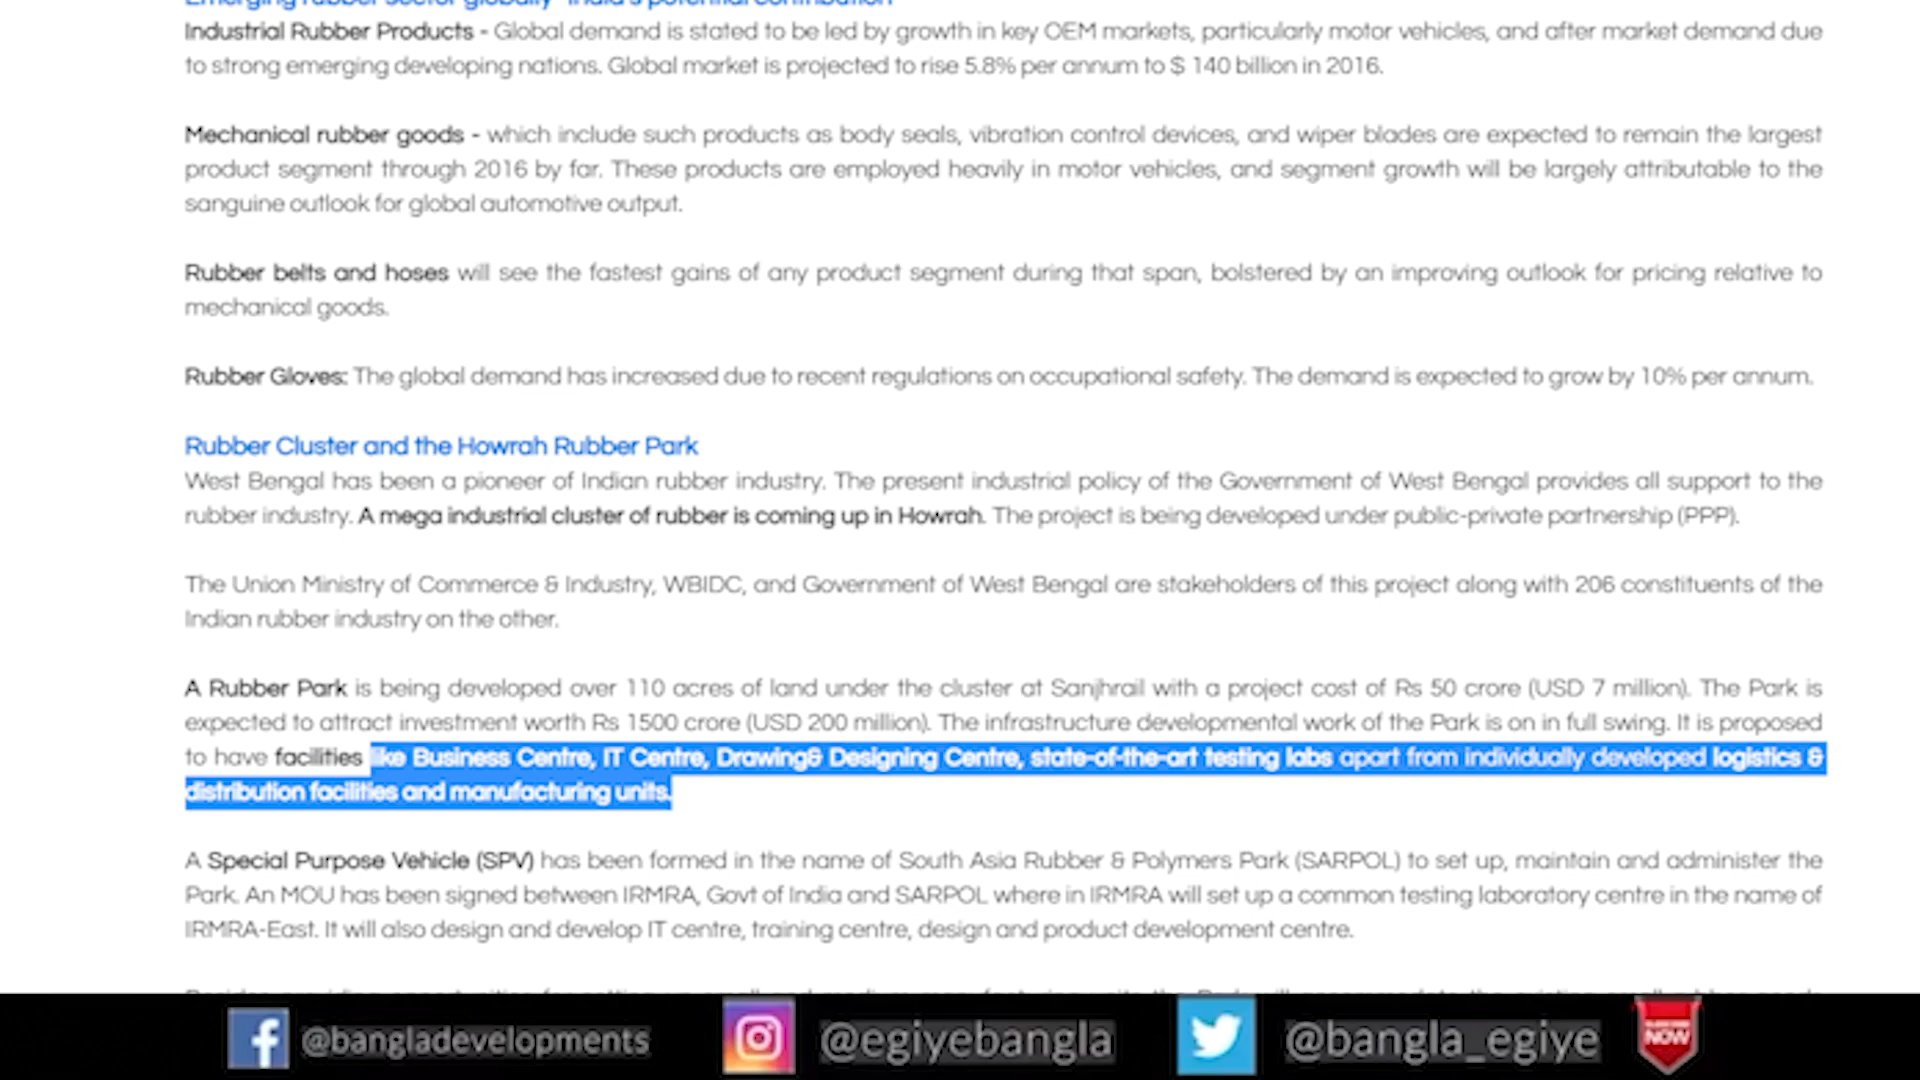 Emerging rubber sector globally - India's potential contribution
Industrial Rubber Products - Global demand is stated to be led by growth in key OEM markets, particularly motor vehicles, and after market demand due
to strong emerging developing nations. Global market is projected to rise 5.8% per annum to $ 140 billion in 2016.
Mechanical rubber goods - which include such products as body seals, vibration control devices, and wiper blades are expected to remain the largest
product segment through 2016 by far. These products are employed heavily in motor vehicles, and segment growth will be largely attributable to the
sanguine outlook for global automotive output.
Rubber belts and hoses will see the fastest gains of any product segment during that span, bolstered by an improving outlook for pricing relative to
mechanical goods.
Rubber Gloves: The global demand has increased due to recent regulations on occupational safety. The demand is expected to grow by 10% per annum.
Rubber Cluster and the Howrah Rubber Park
West Bengal has been a pioneer of Indian rubber industry. The present industrial policy of the Government of West Bengal provides all support to the
rubber industry. A mega industrial cluster of rubber is coming up in Howrah. The project is being developed under public-private partnership (PPP).
The Union Ministry of Commerce & Industry, WBIDC, and Government of West Bengal are stakeholders of this project along with 206 constituents of the
Indian rubber industry on the other.
A Rubber Park is being developed over 110 acres of land under the cluster at Sanjhrail with a project cost of Rs 50 crore (USD 7 million). The Park is
expected to attract investment worth Rs 1500 crore (USD 200 million). The infrastructure developmental work of the Park is on in full swing. It is proposed
to have facilities like Business Centre, IT Centre, Drawing& Designing Centre, state-of-the-art testing labs apart from individually developed logistics &
distribution facilities and manufacturing units.
A Special Purpose Vehicle (SPV) has been formed in the name of South Asia Rubber & Polymers Park (SARPOL) to set up, maintain and administer the
Park. An MOU has been signed between IRMRA, Govt of India and SARPOL where in IRMRA will set up a common testing laboratory centre in the name of
IRMRA-East. It will also design and develop IT centre, training centre, design and product development centre.
@bangladevelopments @egiyebangla @bangla_egiye NOW